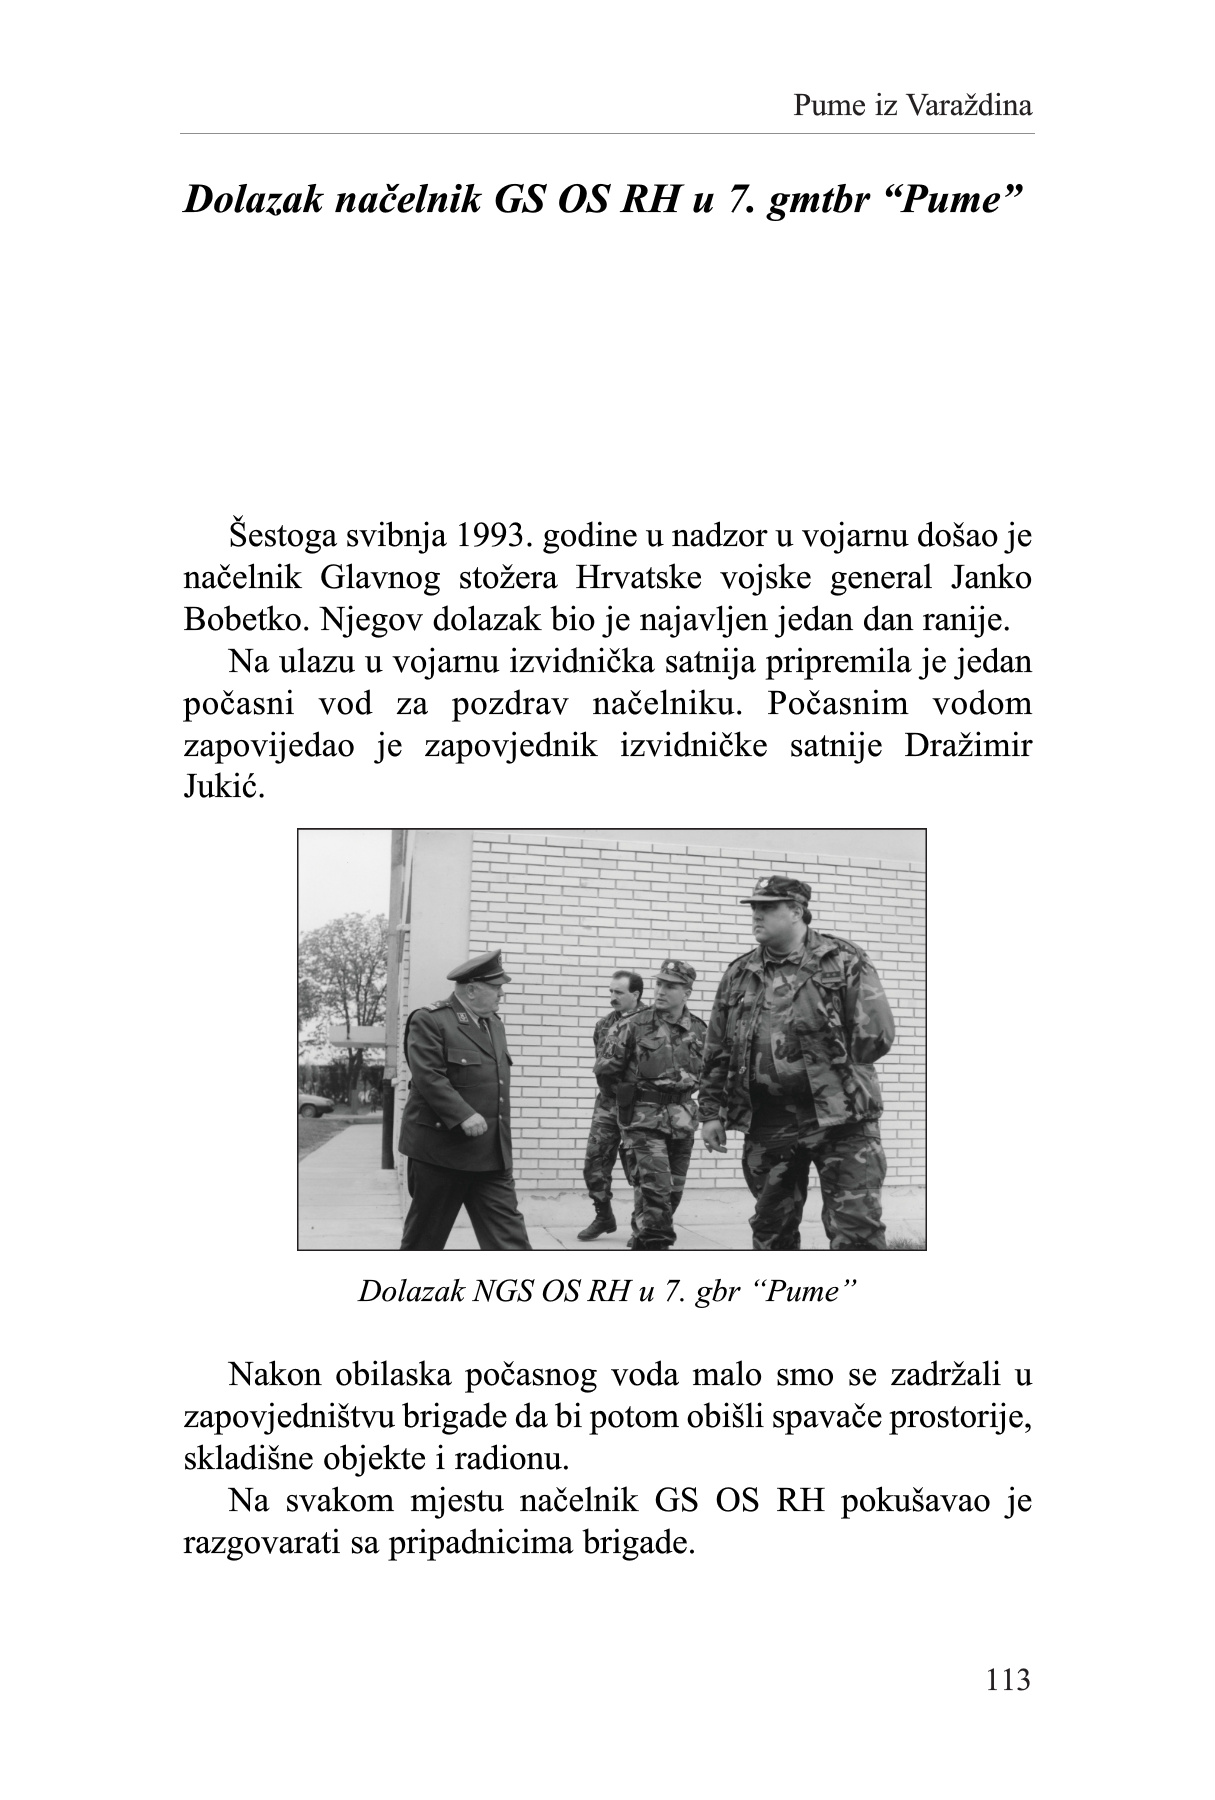 Pume iz Varaždina
Dolazak načelnik GS OS RH u 7. gmtbr “Pume”
Šestoga svibnja 1993. godine u nadzor u vojarnu došao je
načelnik Glavnog stožera Hrvatske vojske general Janko
Bobetko. Njegov dolazak bio je najavljen jedan dan ranije.
Na ulazu u vojarnu izvidnička satnija pripremila je jedan
počasni vod za pozdrav načelniku. Počasnim vodom
zapovijedao je zapovjednik izvidničke satnije Dražimir
Jukić.
Dolazak NGS OS RH u 7. gbr “Pume”
Nakon obilaska počasnog voda malo smo se zadržali u
zapovjedništvu brigade da bi potom obišli spavaće prostorije,
skladišne objekte i radionu.
Na svakom mjestu načelnik GS OS RH pokušavao je
razgovarati sa pripadnicima brigade.
113